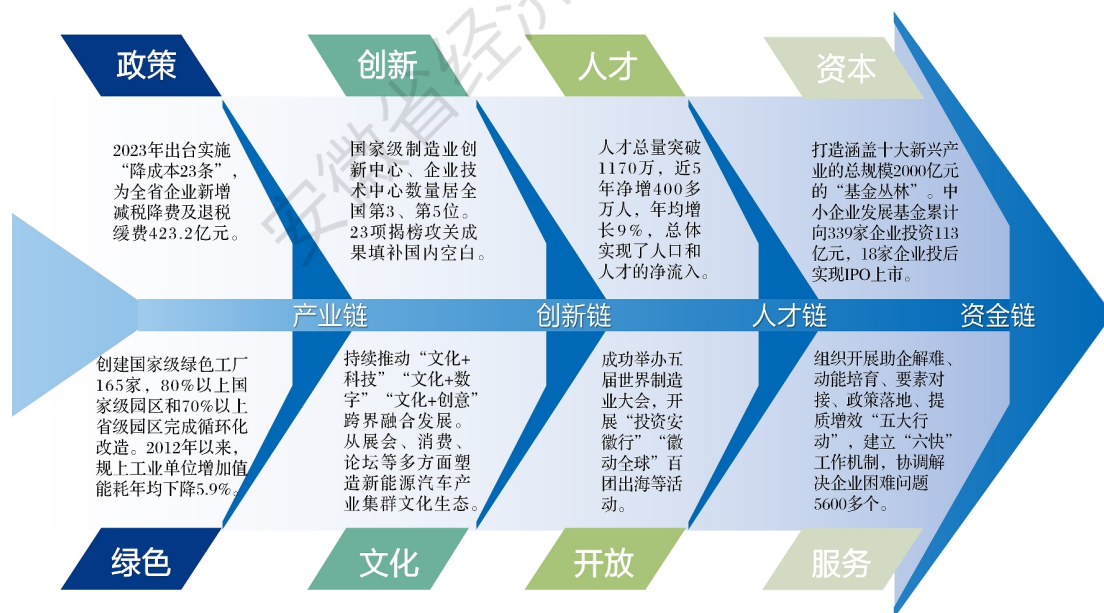 政策
创新
人才
资本
2023年出台实施
“降成本23条”，
为全省企业新增
减税降费及退税
缓费423.2亿元。
国家级制造业创
新中心、企业技
术中心数量居全
国第3、第5位。
23项揭榜攻关成
果填补国内空白。
人才总量突破
1170万，近5
年净增400多
万人，年均增
长9%，总体
实现了人口和
人才的净流入。
打造涵盖十大新兴产
业的总规模2000亿元
的“基金丛林”。中
小企业发展基金累计
向339家企业投资113
亿元，18家企业投后
实现IPO上市。
产业链
创新链
人才链
资金链
创建国家级绿色工厂
165家，80%以上国
家级园区和70%以上
省级园区完成循环化
改造。2012年以来，
规上工业单位增加值
能耗年均下降5.9%。
持续推动“文化+
科技”“文化+数
字”“文化+创意”
跨界融合发展。
从展会、消费、
论坛等多方面塑
造新能源汽车产
业集群文化生态。
成功举办五
届世界制造
业大会，开
展“投资安
徽行”“徽
动全球”百
团出海等活
动。
组织开展助企解难、
动能培育、要素对
接、政策落地、提
质增效“五大行
动”，建立“六快”
工作机制，协调解
决企业困难问题
5600多个。
绿色
文化
开放
服务
安徽省经济